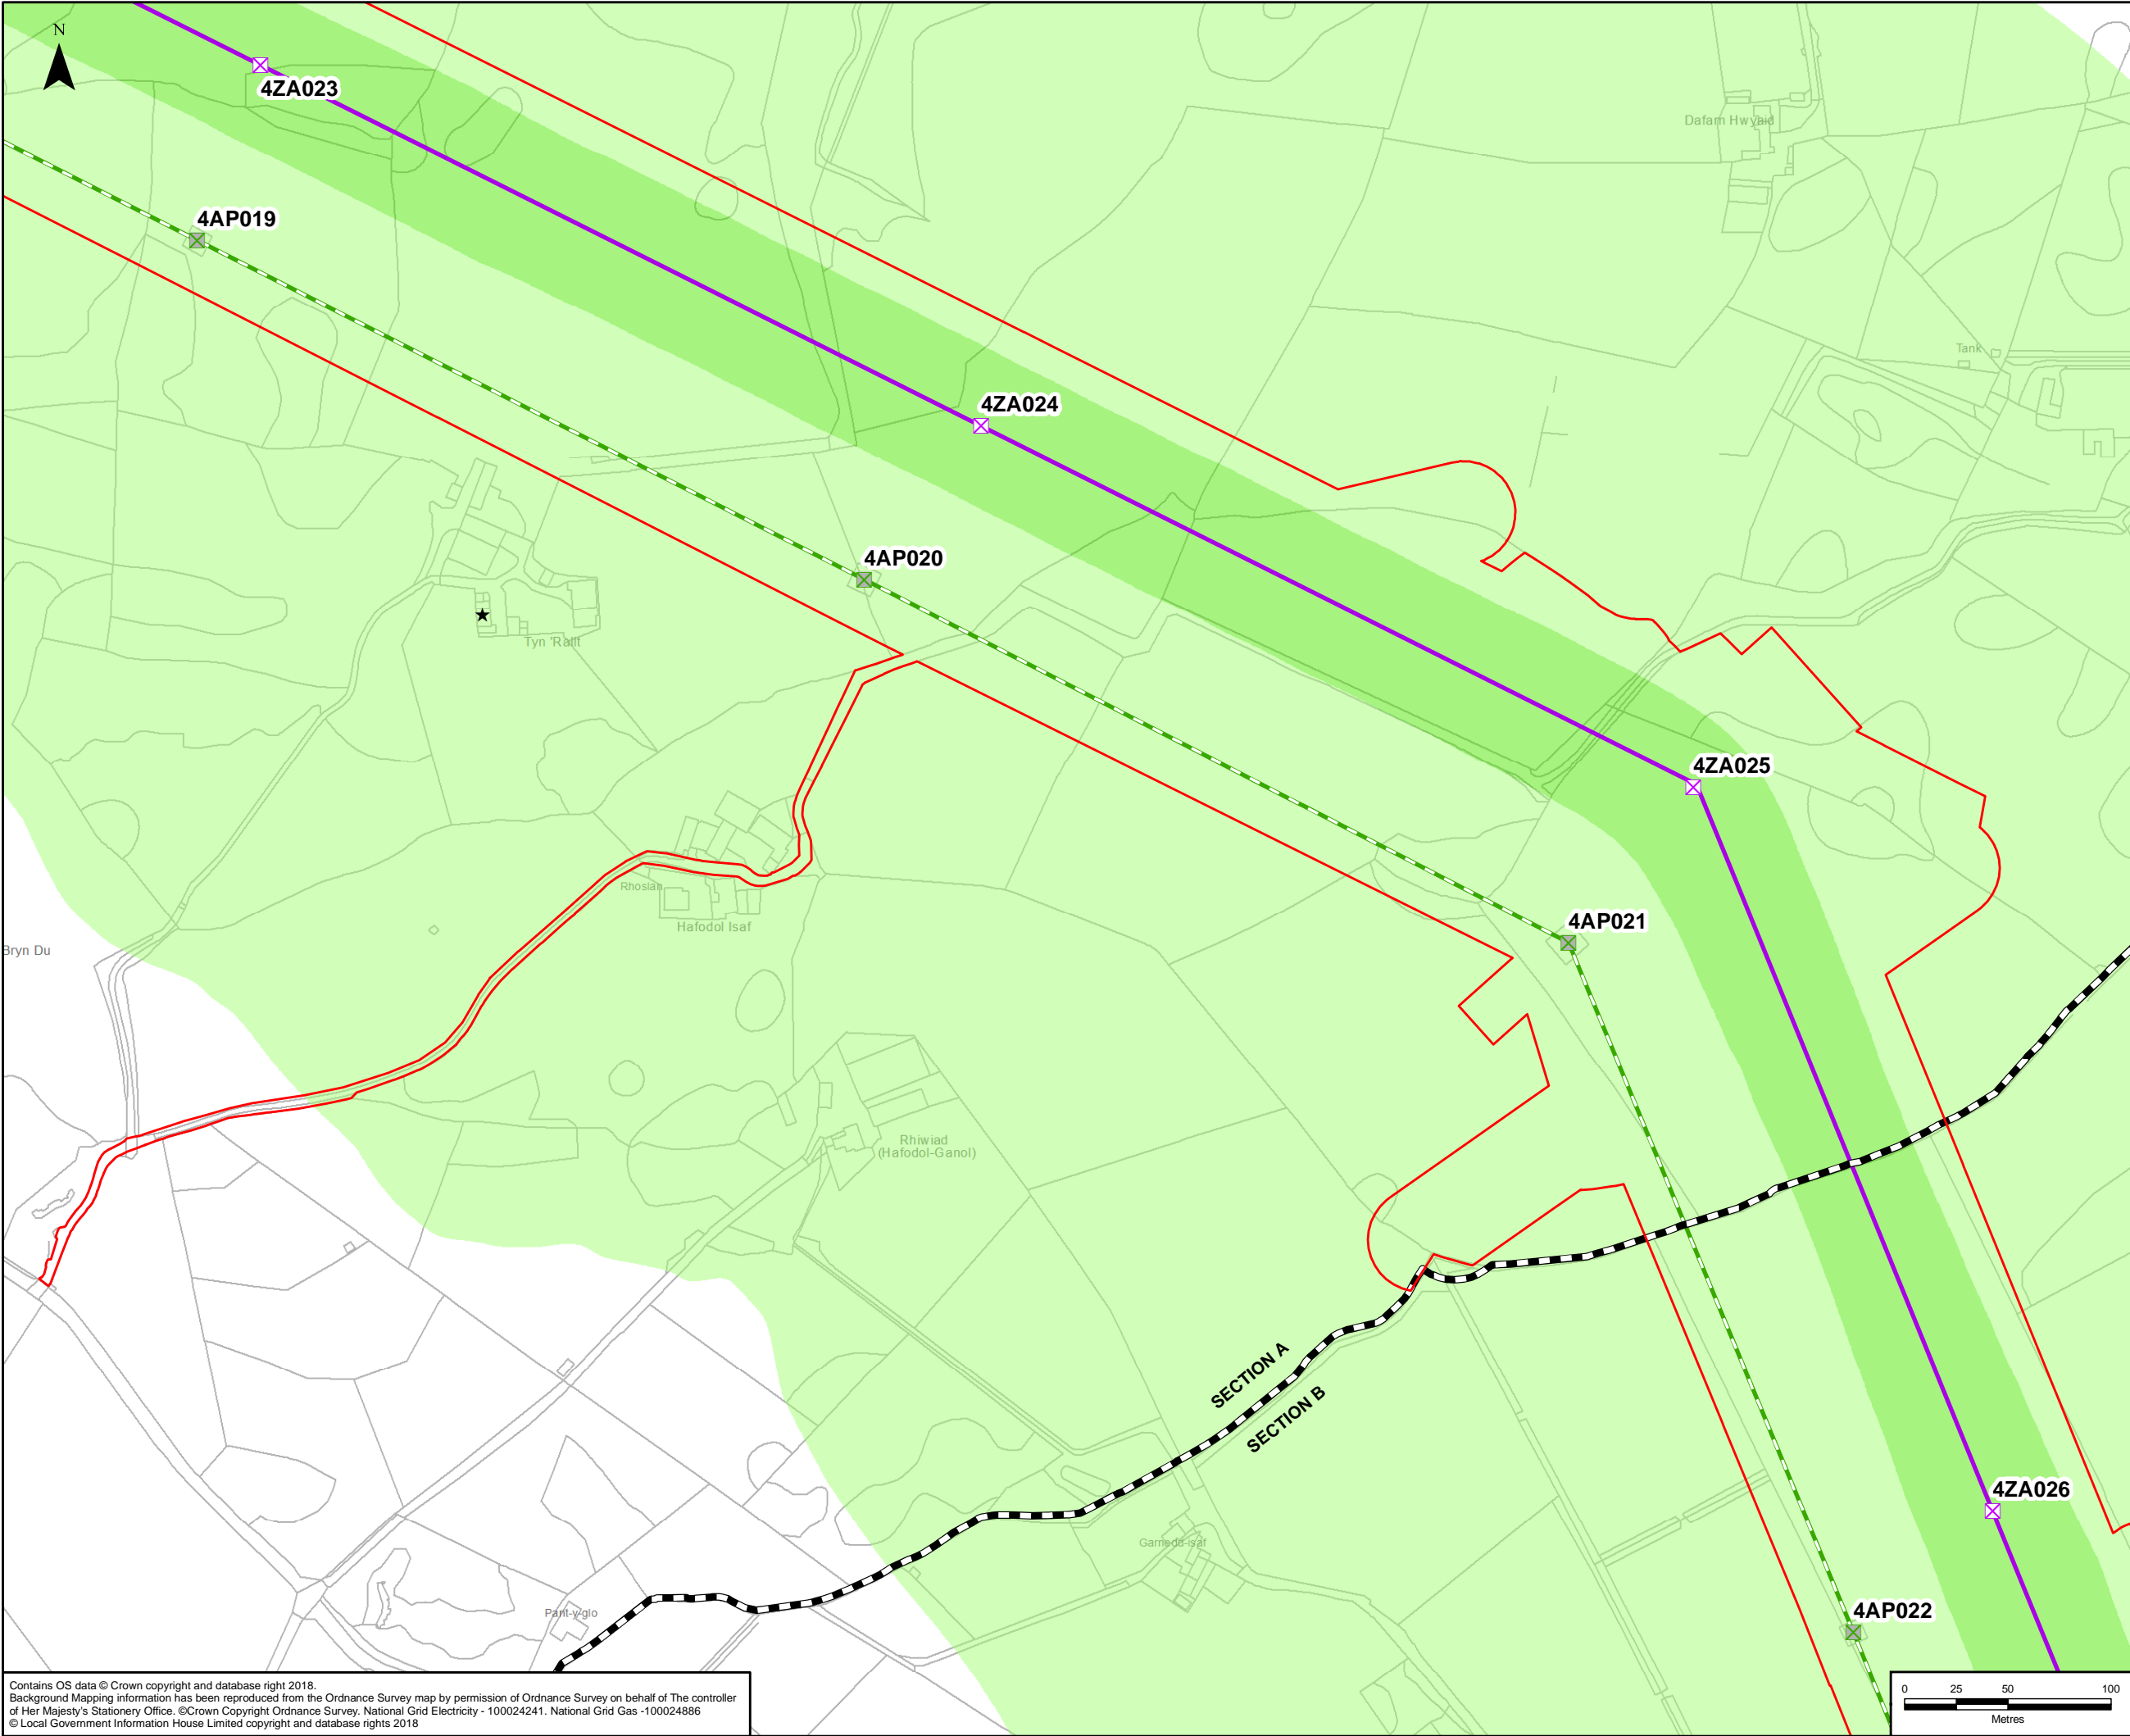 N
4ZA023
Dafarn Hwyaid
4AP019
Tank
4ZA024
4AP020
Tyn 'Rallt
4ZA025
Rhoslan
Hafodol Isaf
4AP021
Bryn Du
Rhiwiad
(Hafodol-Ganol)
SECTION A
SECTION B
4ZA026
Garnedd-isaf
Pant-y-glo
4AP022
Contains OS data © Crown copyright and database right 2018.
Background Mapping information has been reproduced from the Ordnance Survey map by permission of Ordnance Survey on behalf of The controller
of Her Majesty's Stationery Office. ©Crown Copyright Ordnance Survey. National Grid Electricity - 100024241. National Grid Gas -100024886
© Local Government Information House Limited copyright and database rights 2018
0 25 50 100
Metres